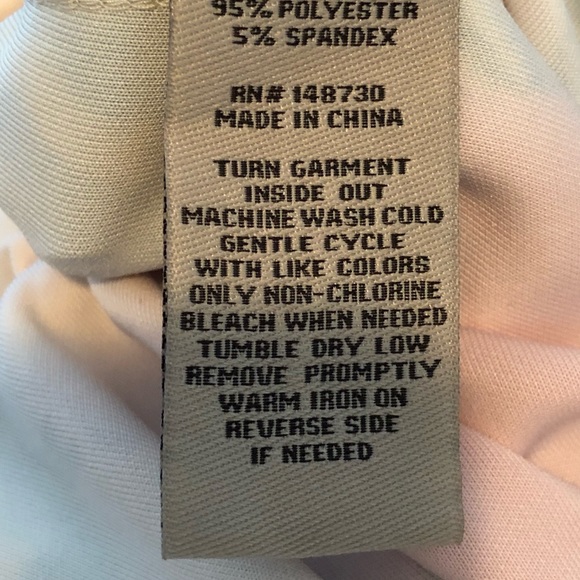 95% POLYESTER
5% SPANDEX
RN# 148730
MADE IN CHINA
TURN GARMENT
INSIDE OUT
MACHINE WASH COLD
GENTLE CYCLE
WITH LIKE COLORS
ONLY NON-CHLORINE
BLEACH WHEN NEEDED
TUMBLE DRY LOW
REMOVE PROMPTLY
WARM IRON ON
REVERSE SIDE
IF NEEDED